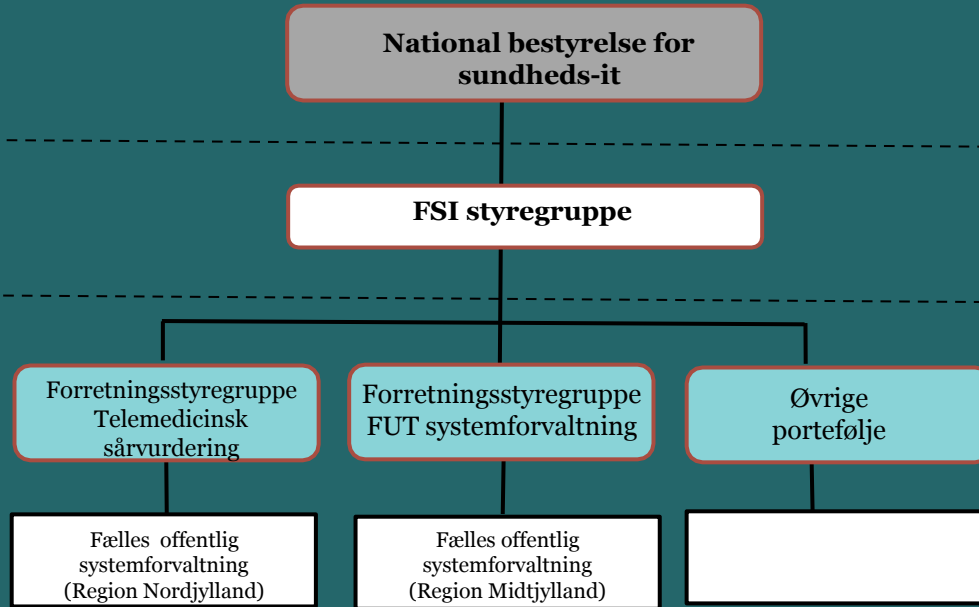 National bestyrelse for
sundheds-it
FSI styregruppe
Forretningsstyregruppe
Telemedicinsk
sårvurdering
Forretningsstyregruppe
FUT systemforvaltning
Øvrige
portefølje
Fælles offentlig
systemforvaltning
(Region Nordjylland)
Fælles offentlig
systemforvaltning
(Region Midtjylland)